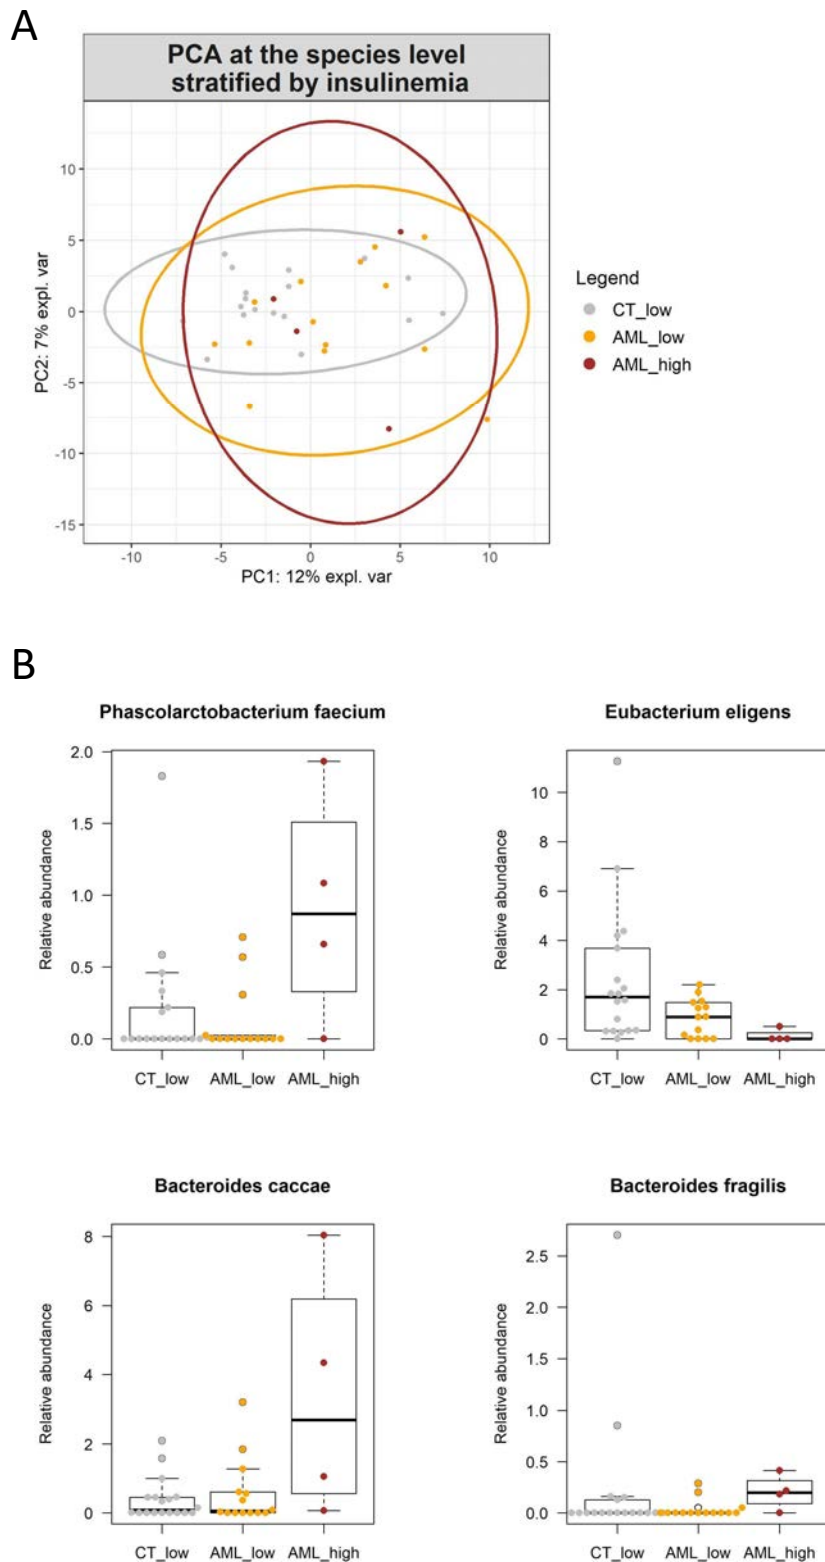 A
PCA at the species level
stratified by insulinemia
10
5
0
-5
-10
-15
PC2: 7% expl. var
-10 -5 0 5 10
PC1: 12% expl. var
Legend
CT_low
AML_low
AML_high
B
Phascolarctobacterium faecium
2.0
1.5
1.0
0.5
0.0
Relative abundance
CT_low AML_low AML_high
Eubacterium eligens
10
8
6
4
2
0
Relative abundance
CT_low AML_low AML_high
Bacteroides caccae
8
6
4
2
0
Relative abundance
CT_low AML_low AML_high
Bacteroides fragilis
2.5
2.0
1.5
1.0
0.5
0.0
Relative abundance
CT_low AML_low AML_high